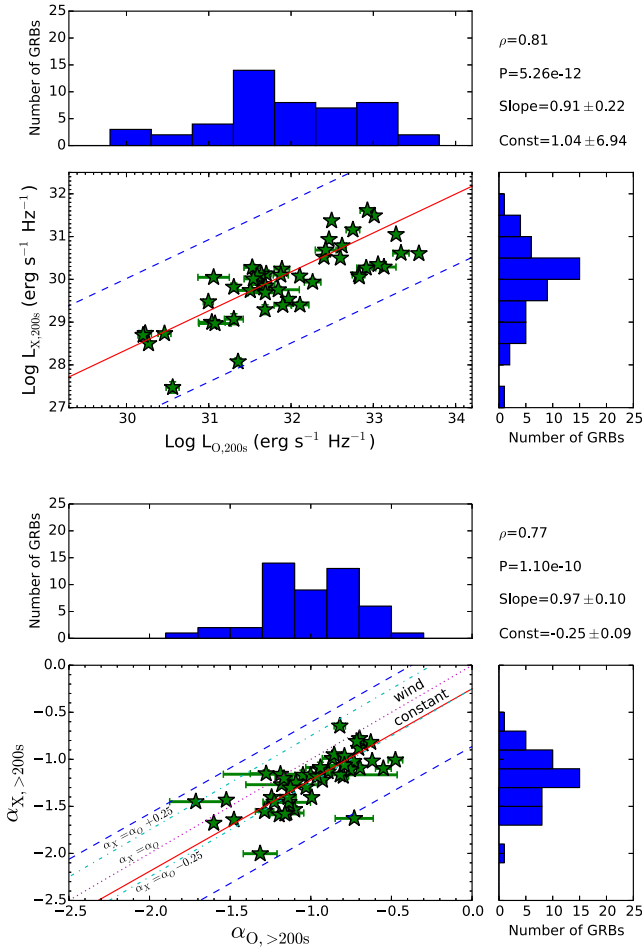 Number of GRBs
25
20
15
10
5
0
ρ=0.81
P=5.26e-12
Slope=0.91 ±0.22
Const=1.04 ±6.94
Log L_X,200s (erg s⁻¹ Hz⁻¹)
32
31
30
29
28
27
30 31 32 33 34
Log L_O,200s (erg s⁻¹ Hz⁻¹)
0 5 10 15 20 25
Number of GRBs
Number of GRBs
25
20
15
10
5
0
ρ=0.77
P=1.10e-10
Slope=0.97 ±0.10
Const=-0.25 ±0.09
α_X, >200s
0.0
−0.5
−1.0
−1.5
−2.0
−2.5
wind
constant
α_X = α_O + 0.25
α_X = α_O
α_X = α_O − 0.25
−2.5 −2.0 −1.5 −1.0 −0.5 0.0
α_O, >200s
0 5 10 15 20 25
Number of GRBs